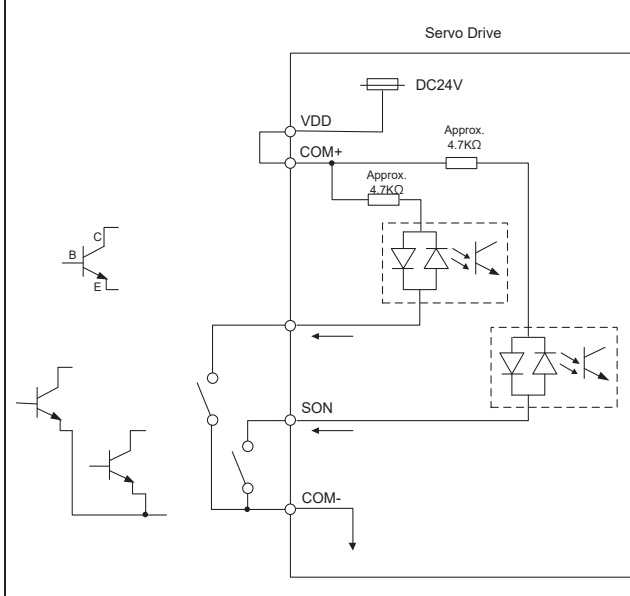 Servo Drive
DC24V
VDD
Approx.
4.7KΩ
COM+
Approx.
4.7KΩ
C
B
E
SON
COM-